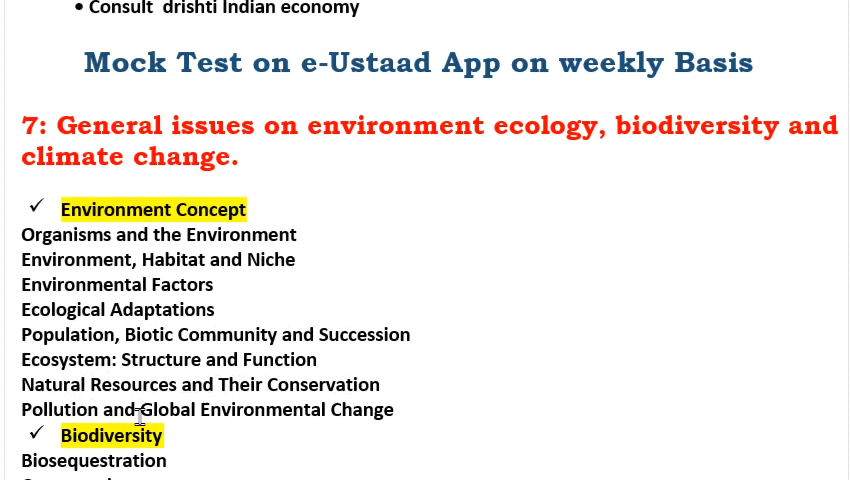 • Consult drishti Indian economy
Mock Test on e-Ustaad App on weekly Basis
7: General issues on environment ecology, biodiversity and
climate change.
✓ Environment Concept
Organisms and the Environment
Environment, Habitat and Niche
Environmental Factors
Ecological Adaptations
Population, Biotic Community and Succession
Ecosystem: Structure and Function
Natural Resources and Their Conservation
Pollution and Global Environmental Change
✓ Biodiversity
Biosequestration